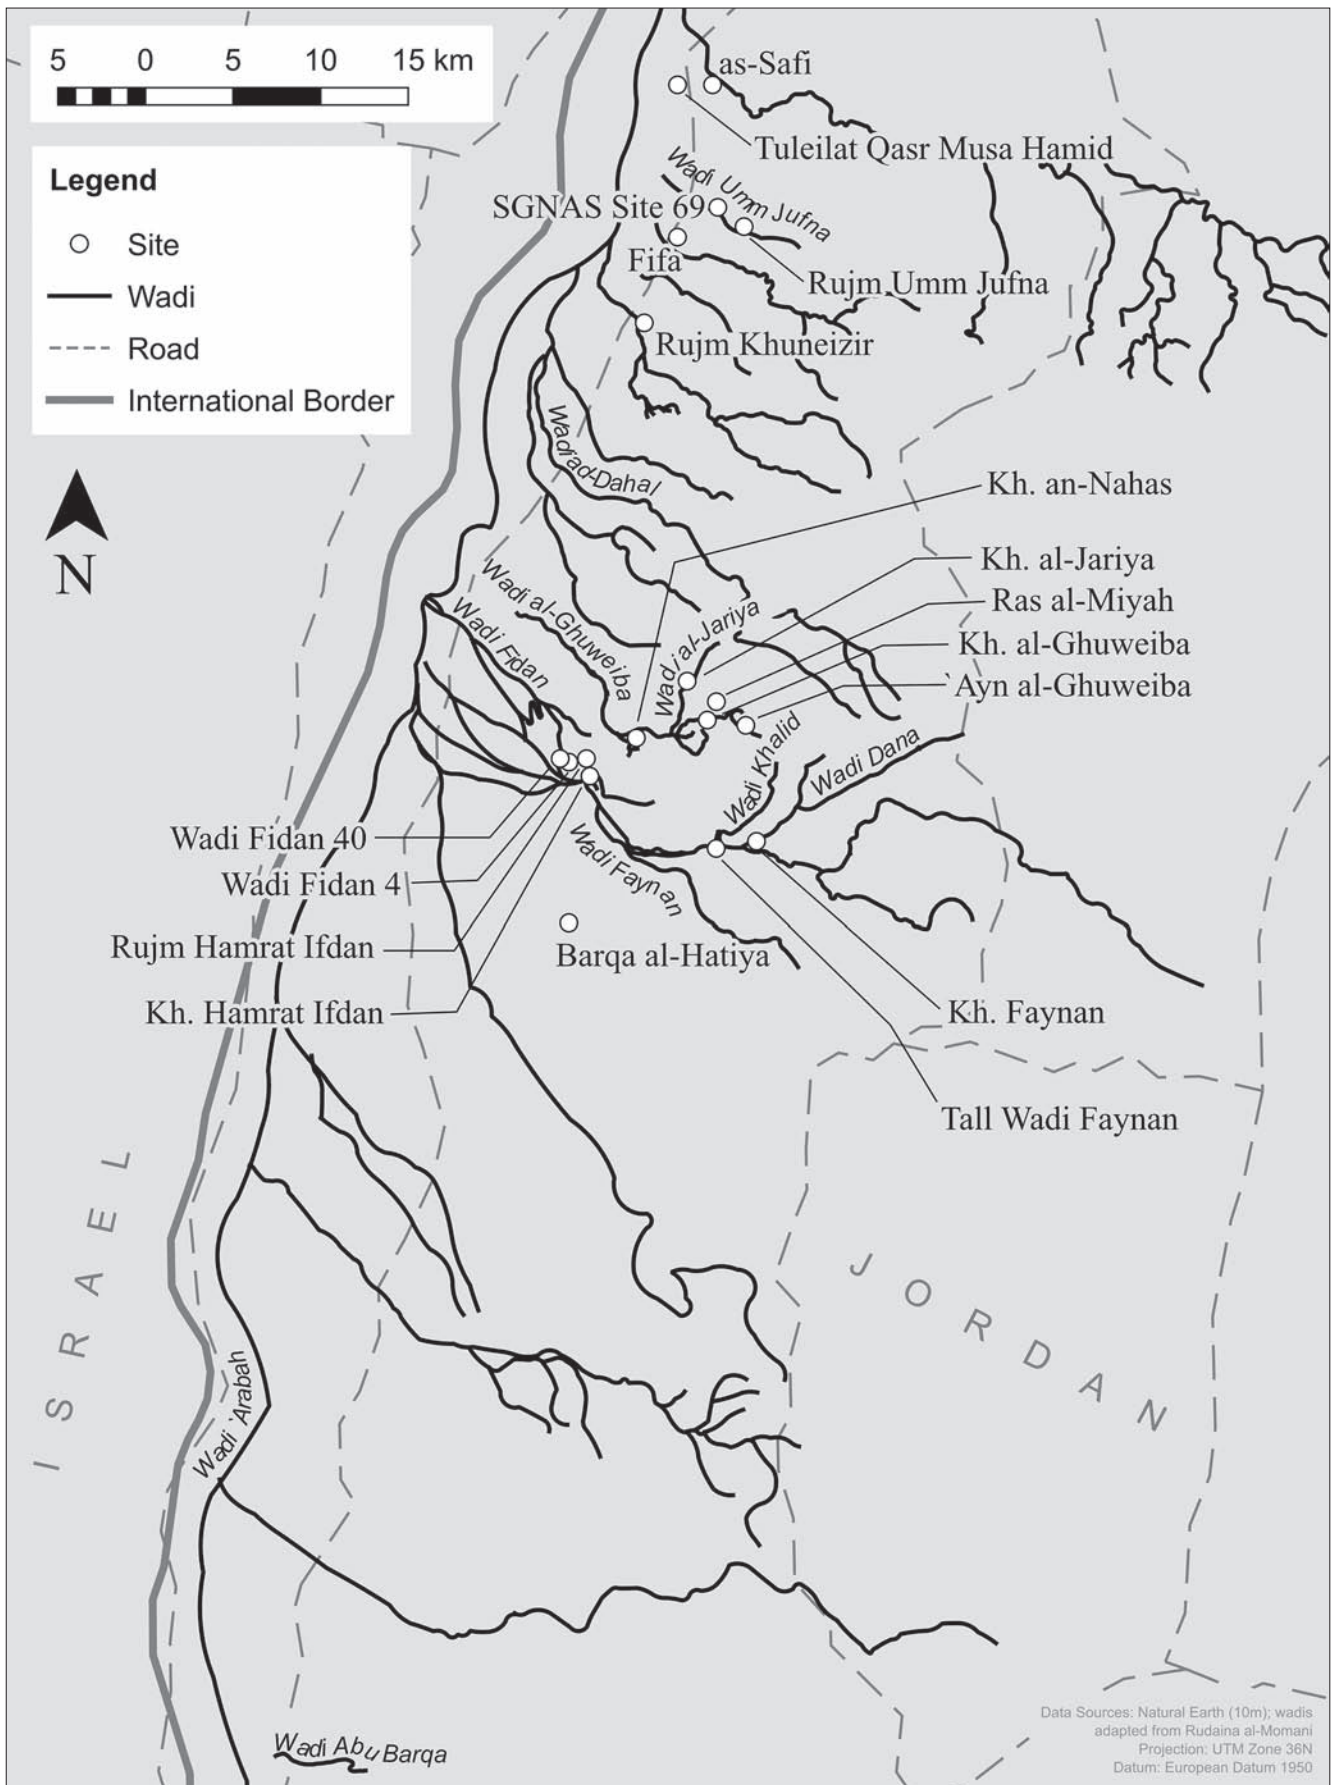 5 0 5 10 15 km
Legend
Site
Wadi
Road
International Border
N
as-Safi
Tuleilat Qasr Musa Hamid
Wadi Umm Jufna
SGNAS Site 69
Fifa
Rujm Umm Jufna
Rujm Khuneizir
Wadi ad-Dahal
Kh. an-Nahas
Kh. al-Jariya
Ras al-Miyah
Kh. al-Ghuweiba
`Ayn al-Ghuweiba
Wadi al-Ghuweiba
Wadi Fidan
Wadi al-Jariya
Wadi Khalid
Wadi Dana
Wadi Fidan 40
Wadi Fidan 4
Rujm Hamrat Ifdan
Kh. Hamrat Ifdan
Wadi Faynan
Barqa al-Hatiya
Kh. Faynan
Tall Wadi Faynan
ISRAEL
JORDAN
Wadi `Arabah
Wadi Abu Barqa
Data Sources: Natural Earth (10m); wadis
adapted from Rudaina al-Momani
Projection: UTM Zone 36N
Datum: European Datum 1950